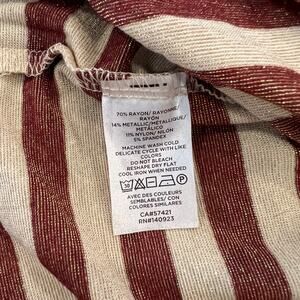 70% RAYON/ RAYONNE/
RAYÓN
14% METALLIC/METALLIQUE/
METÁLICO
11% NYLON/ NILON
5% SPANDEX
MACHINE WASH COLD
DELICATE CYCLE WITH LIKE
COLORS
DO NOT BLEACH
RESHAPE DRY FLAT
COOL IRON WHEN NEEDED
AVEC DES COULEURS
SEMBLABLES/ CON
COLORES SIMILARES
CA#57421
RN#140923